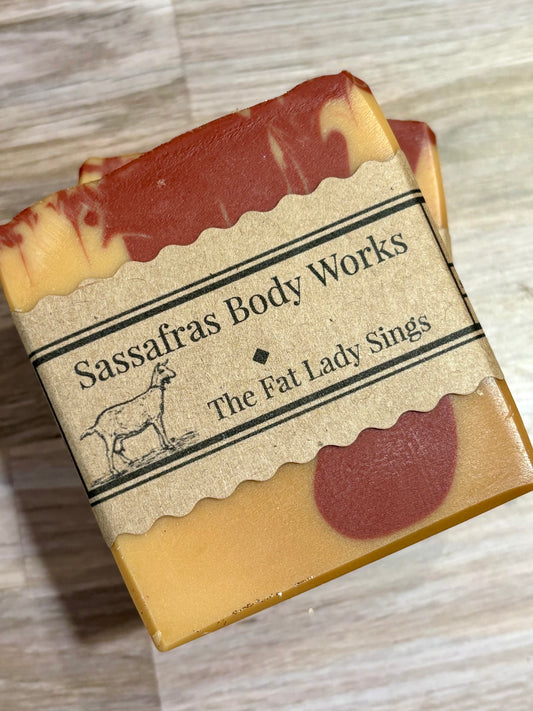 Sassafras Body Works
The Fat Lady Sings